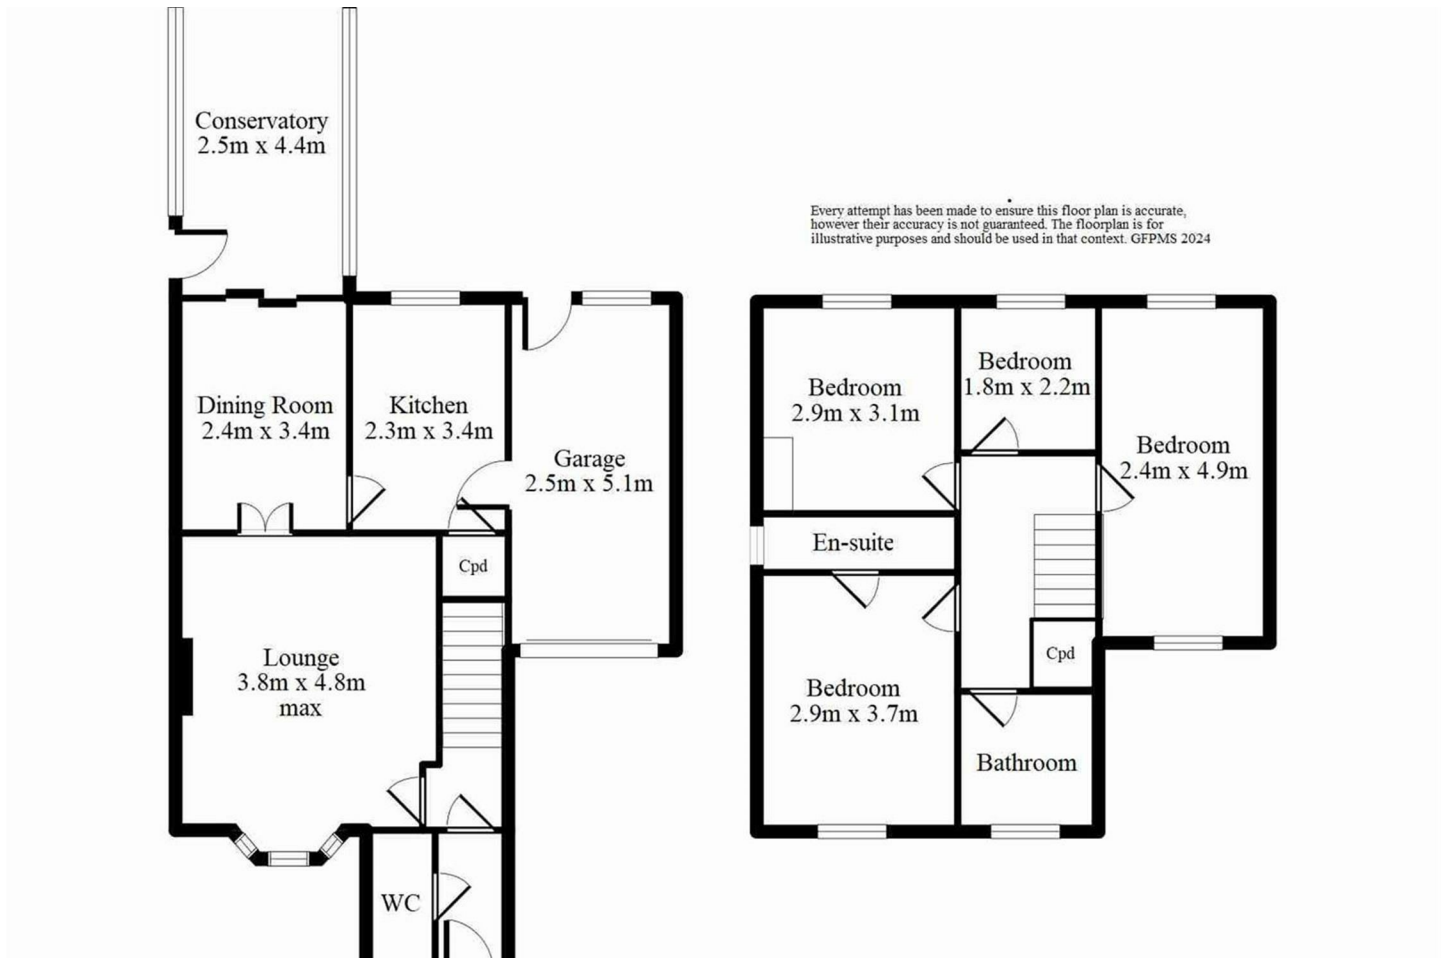 Conservatory
2.5m x 4.4m
Every attempt has been made to ensure this floor plan is accurate,
however their accuracy is not guaranteed. The floorplan is for
illustrative purposes and should be used in that context. GFPMS 2024
Dining Room
2.4m x 3.4m
Kitchen
2.3m x 3.4m
Garage
2.5m x 5.1m
Cpd
Lounge
3.8m x 4.8m
max
WC
Bedroom
2.9m x 3.1m
Bedroom
1.8m x 2.2m
Bedroom
2.4m x 4.9m
En-suite
Bedroom
2.9m x 3.7m
Cpd
Bathroom